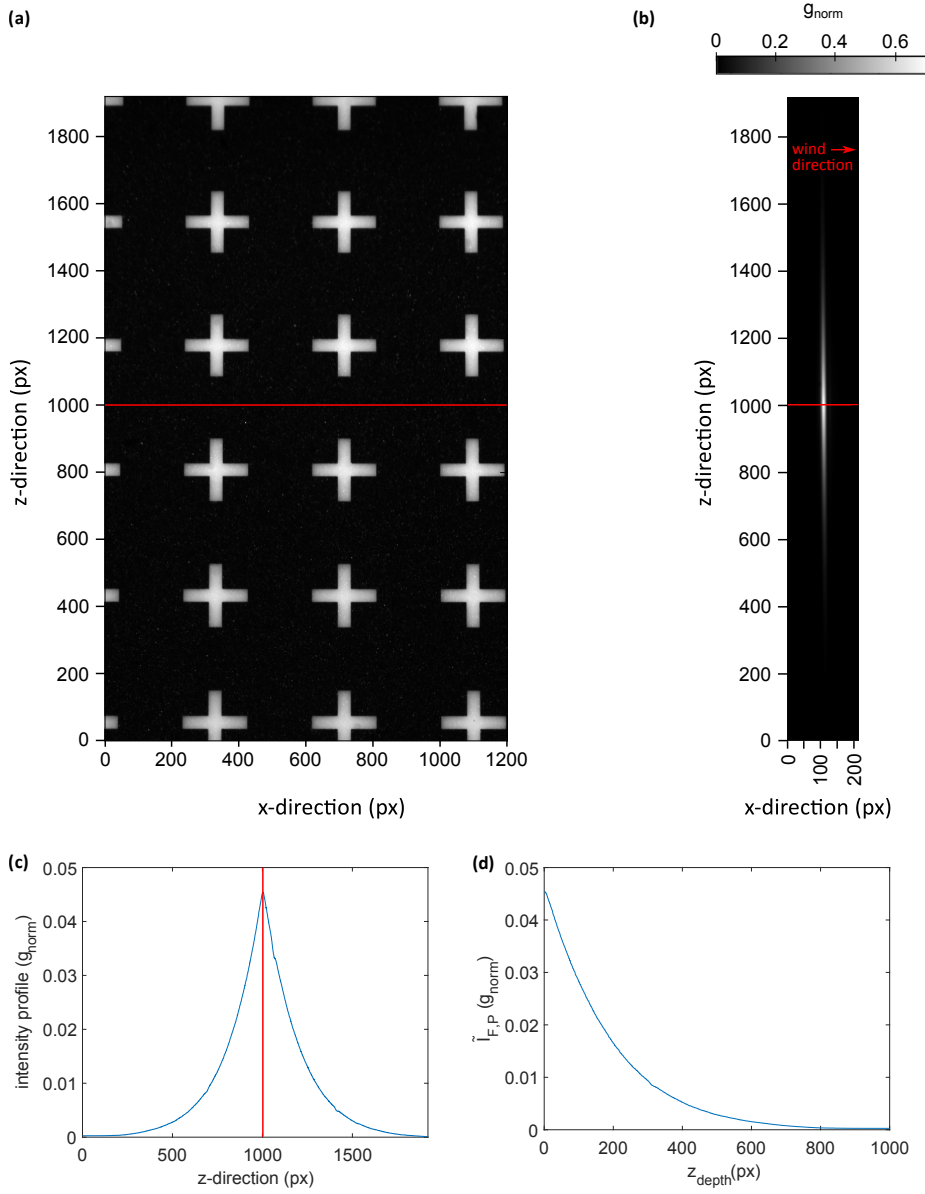 (a)
(b)
g_norm
0 0.2 0.4 0.6
1800
1600
1400
1200
1000
800
600
400
200
0
z-direction (px)
0 200 400 600 800 1000 1200
x-direction (px)
wind →
direction
1800
1600
1400
1200
1000
800
600
400
200
0
z-direction (px)
0 100 200
x-direction (px)
(c)
0.05
0.04
0.03
0.02
0.01
0
intensity profile (g_norm)
0 500 1000 1500
z-direction (px)
(d)
0.05
0.04
0.03
0.02
0.01
0
Ĩ_F,P (g_norm)
0 200 400 600 800 1000
z_depth(px)